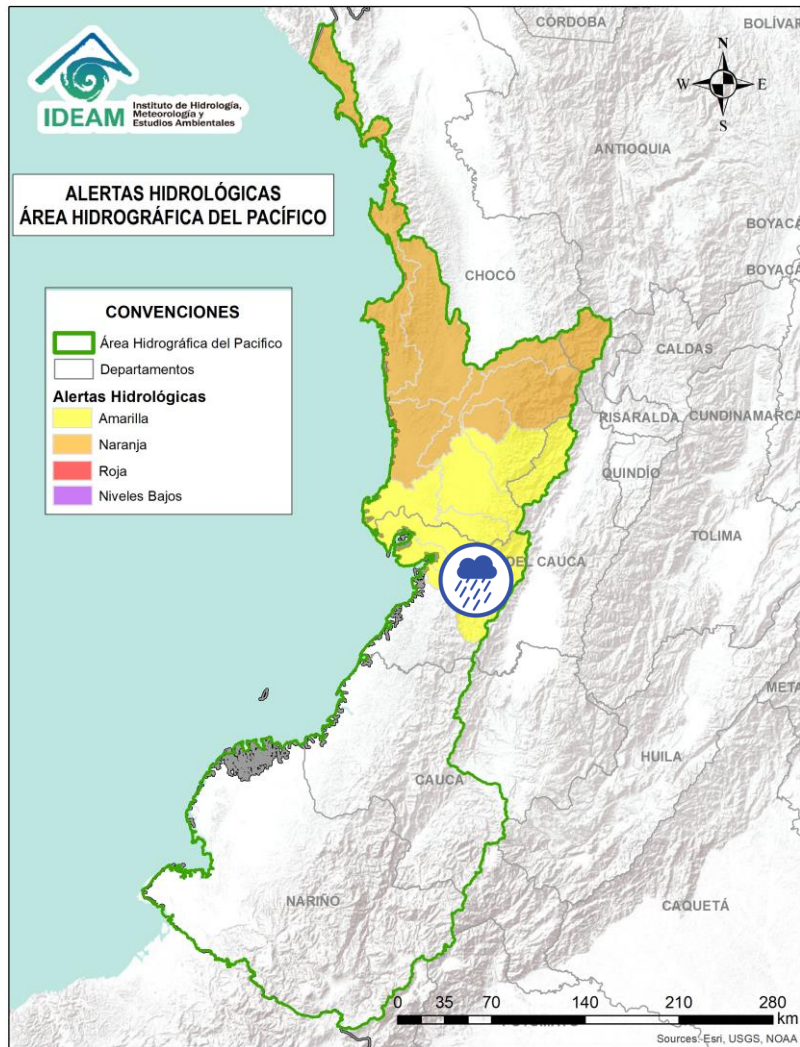 IDEAM
Instituto de Hidrología,
Meteorología y
Estudios Ambientales
ALERTAS HIDROLÓGICAS
ÁREA HIDROGRÁFICA DEL PACÍFICO
CONVENCIONES
Área Hidrográfica del Pacifico
Departamentos
Alertas Hidrológicas
Amarilla
Naranja
Roja
Niveles Bajos
N
W
E
S
CÓRDOBA
BOLÍVAR
ANTIOQUIA
BOYACÁ
BOYACÁ
CHOCÓ
CALDAS
RISARALDA
CUNDINAMARCA
QUINDÍO
TOLIMA
DEL CAUCA
META
HUILA
CAUCA
NARIÑO
CAQUETÁ
0 35 70 140 210 280
km
Sources: Esri, USGS, NOAA